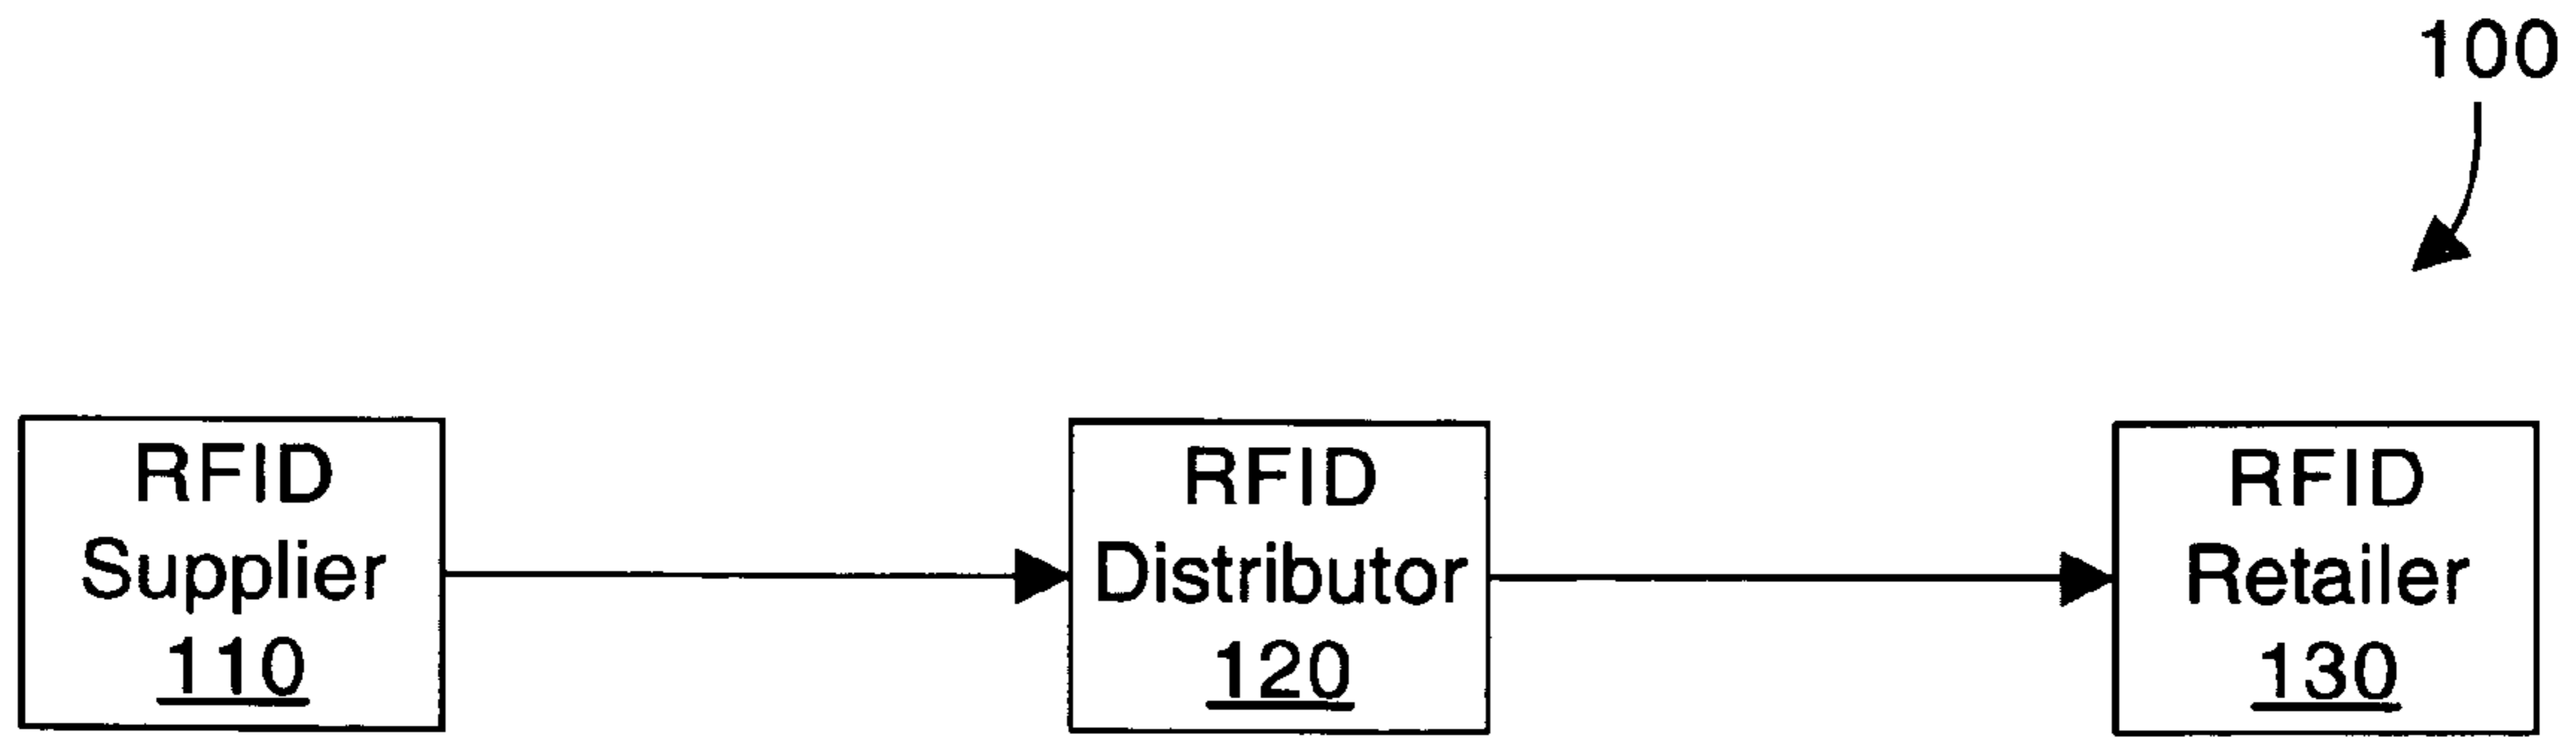 100
RFID
Supplier
110
RFID
Distributor
120
RFID
Retailer
130